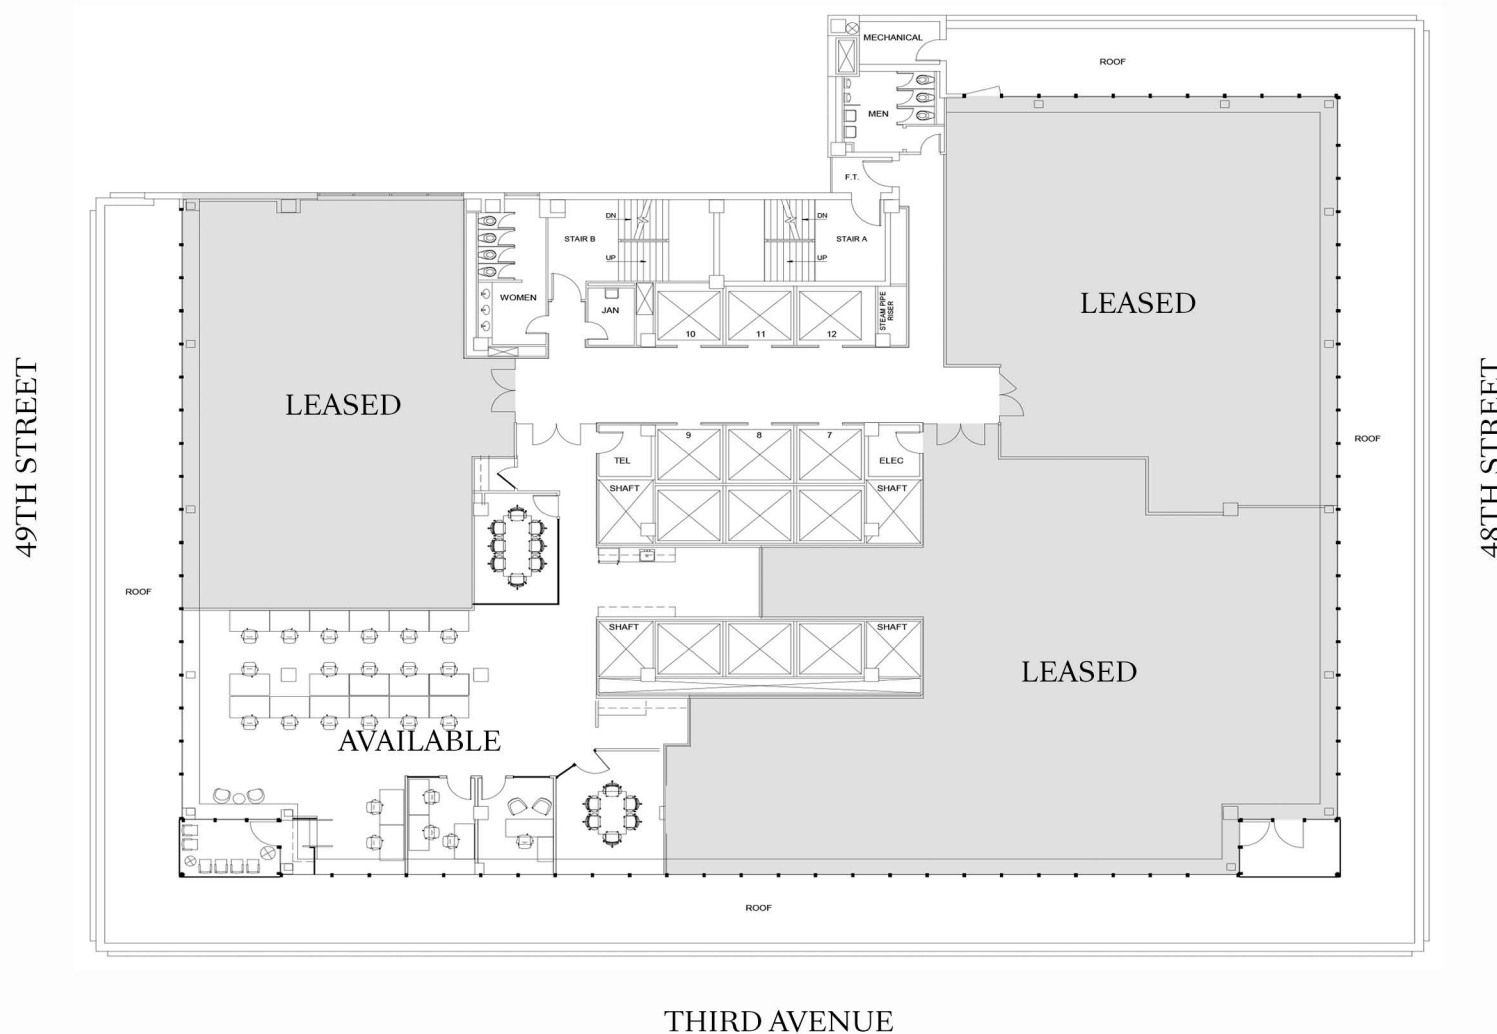 MECHANICAL
ROOF
MEN
F.T.
DN
DN
STAIR B
STAIR A
UP
UP
WOMEN
JAN
STEAM PIPE
RISER
10
11
12
LEASED
LEASED
49TH STREET
48TH STREET
9
8
7
TEL
ELEC
ROOF
SHAFT
SHAFT
ROOF
SHAFT
SHAFT
LEASED
AVAILABLE
ROOF
THIRD AVENUE